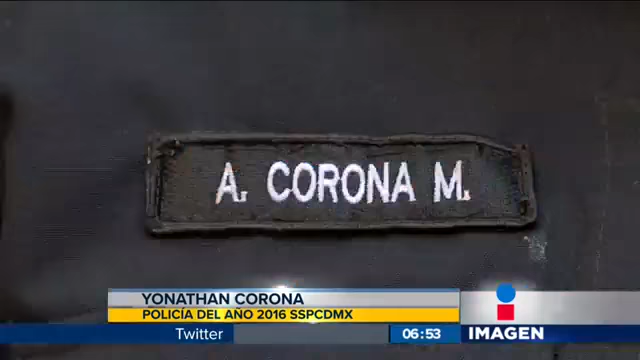 A. CORONA M.
YONATHAN CORONA
POLICÍA DEL AÑO 2016 SSPCDMX
Twitter
06:53
IMAGEN